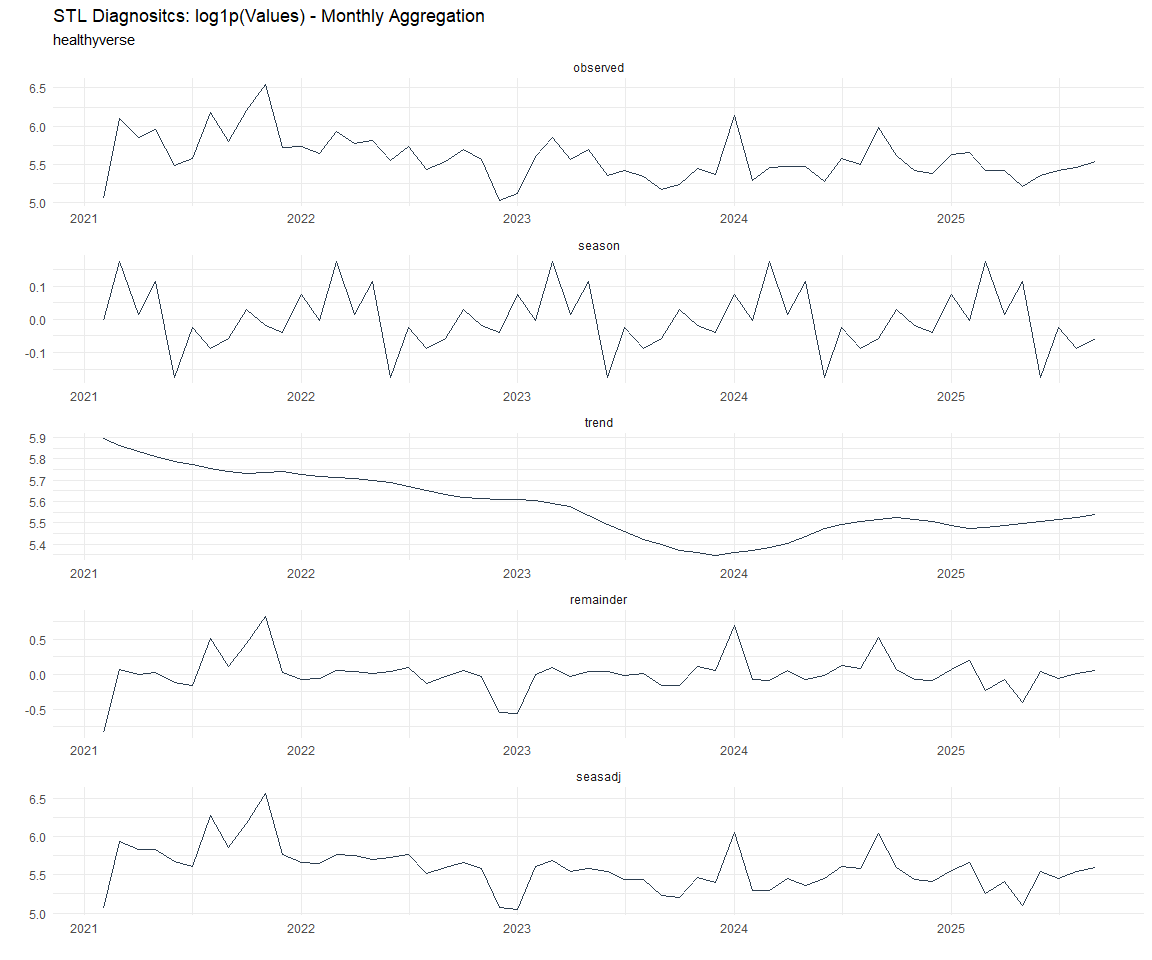 STL Diagnositcs: log1p(Values) - Monthly Aggregation
healthyverse
observed
6.5
6.0
5.5
5.0
2021 2022 2023 2024 2025
season
0.1
0.0
-0.1
2021 2022 2023 2024 2025
trend
5.9
5.8
5.7
5.6
5.5
5.4
2021 2022 2023 2024 2025
remainder
0.5
0.0
-0.5
2021 2022 2023 2024 2025
seasadj
6.5
6.0
5.5
5.0
2021 2022 2023 2024 2025